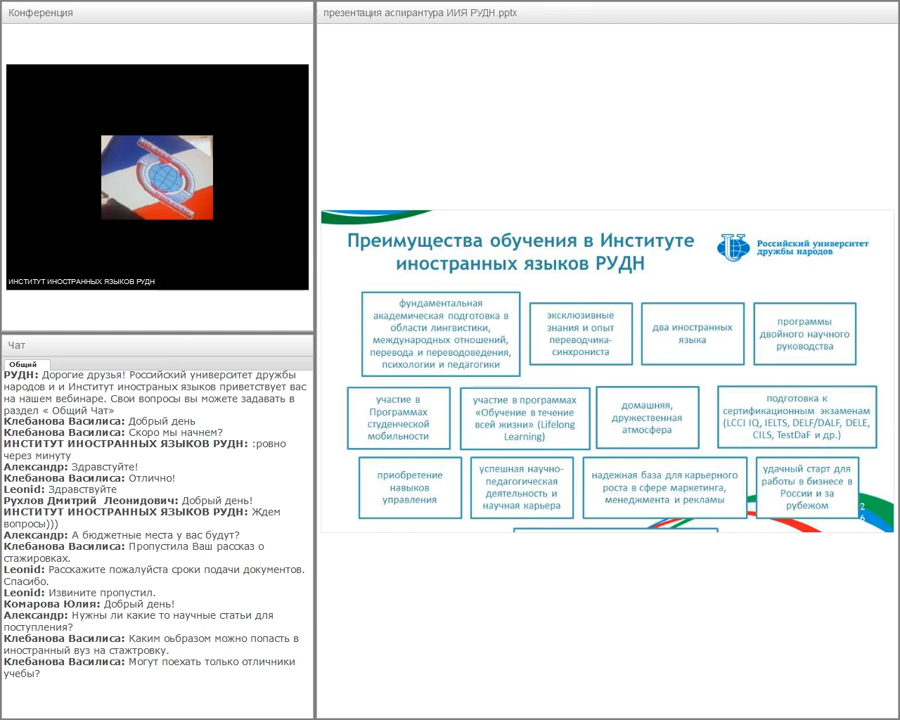 Конференция
ИНСТИТУТ ИНОСТРАННЫХ ЯЗЫКОВ РУДН
Чат
Общий
РУДН: Дорогие друзья! Российский университет дружбы
народов и и Институт иностраных языков приветствует вас
на нашем вебинаре. Свои вопросы вы можете задавать в
раздел « Общий Чат»
Клебанова Василиса: Добрый день
Клебанова Василиса: Скоро мы начнем?
ИНСТИТУТ ИНОСТРАННЫХ ЯЗЫКОВ РУДН: :ровно
через минуту
Александр: Здравстуйте!
Клебанова Василиса: Отлично!
Leonid: Здравствуйте
Рухлов Дмитрий Леонидович: Добрый день!
ИНСТИТУТ ИНОСТРАННЫХ ЯЗЫКОВ РУДН: Ждем
вопросы)))
Александр: А бюджетные места у вас будут?
Клебанова Василиса: Пропустила Ваш рассказ о
стажировках.
Leonid: Расскажите пожалуйста сроки подачи документов.
Спасибо.
Leonid: Извините пропустил.
Комарова Юлия: Добрый день!
Александр: Нужны ли какие то научные статьи для
поступления?
Клебанова Василиса: Каким оьбразом можно попасть в
иностранный вуз на стажтровку.
Клебанова Василиса: Могут поехать только отличники
учебы?
презентация аспирантура ИИЯ РУДН.pptx
Преимущества обучения в Институте
иностранных языков РУДН
Российский университет
дружбы народов
фундаментальная
академическая подготовка в
области лингвистики,
международных отношений,
перевода и переводоведения,
психологии и педагогики
эксклюзивные
знания и опыт
переводчика-
синхрониста
два иностранных
языка
программы
двойного научного
руководства
участие в
Программах
студенческой
мобильности
участие в программах
«Обучение в течение
всей жизни» (Lifelong
Learning)
домашняя,
дружественная
атмосфера
подготовка к
сертификационным экзаменам
(LCCI IQ, IELTS, DELF/DALF, DELE,
CILS, TestDaF и др.)
приобретение
навыков
управления
успешная научно-
педагогическая
деятельность и
научная карьера
надежная база для карьерного
роста в сфере маркетинга,
менеджмента и рекламы
удачный старт для
работы в бизнесе в
России и за
рубежом
2
6